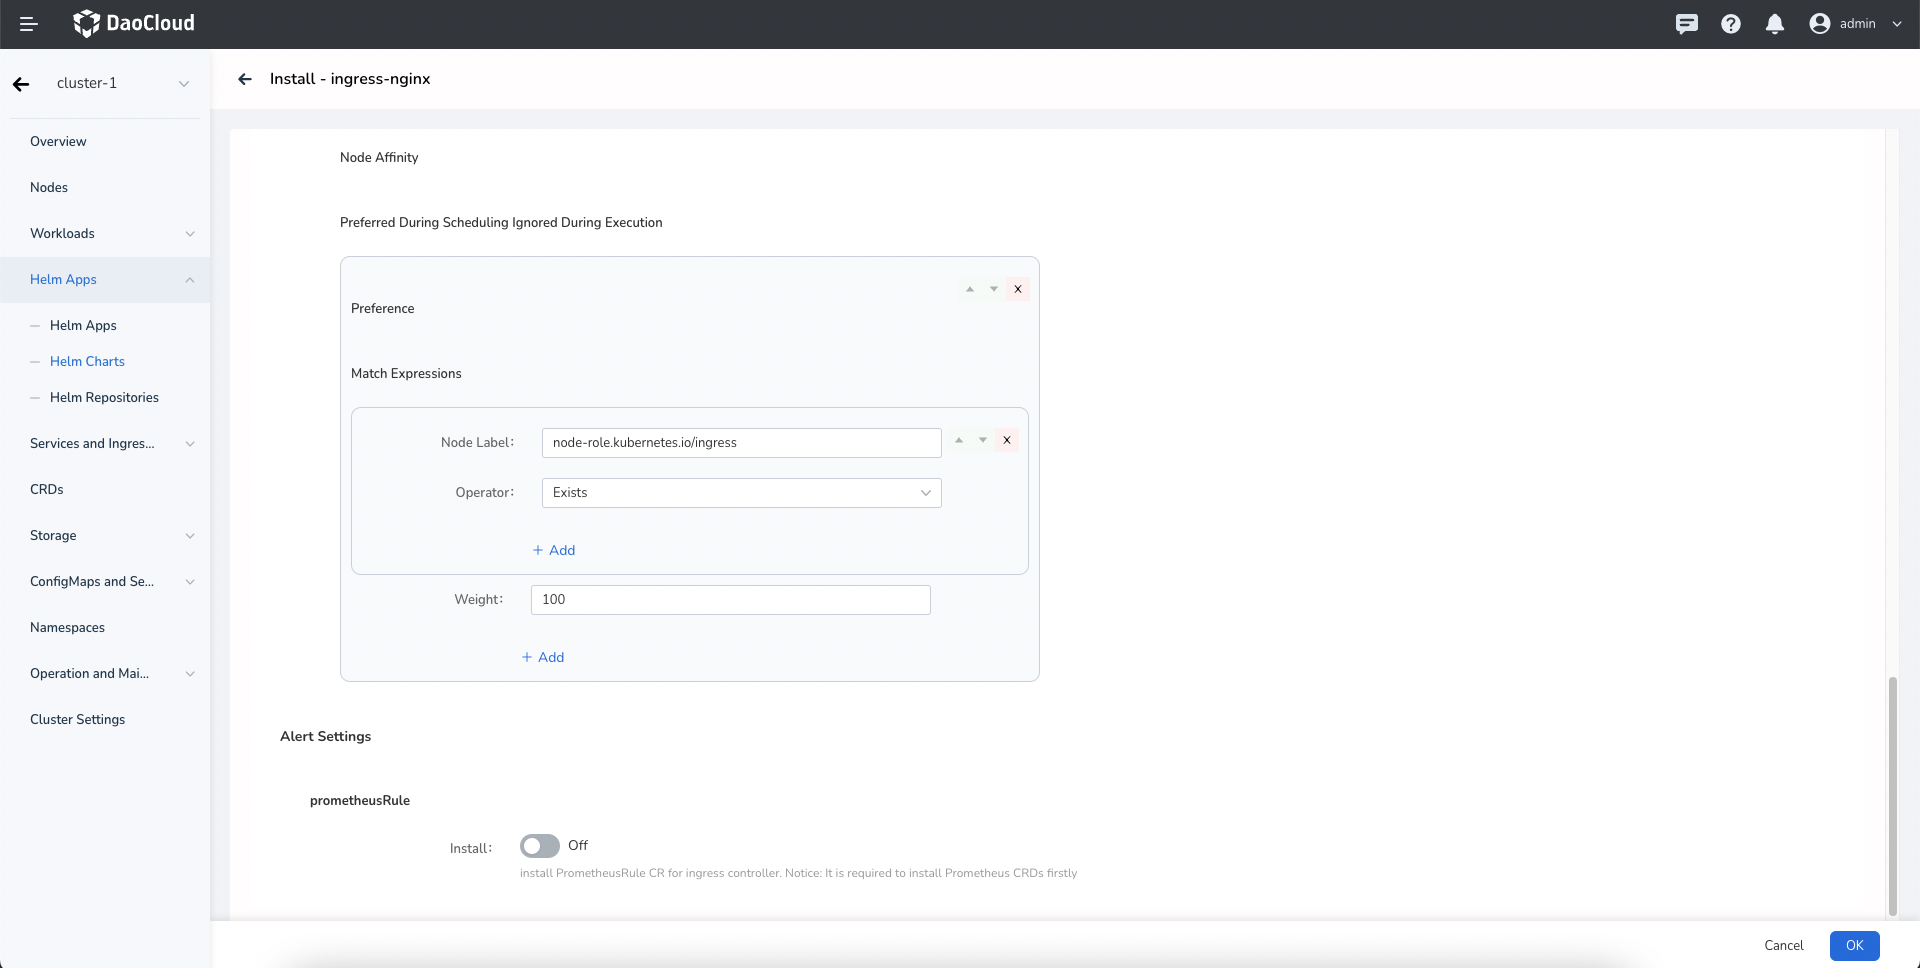 DaoCloud
admin
cluster-1
Install - ingress-nginx
Overview
Nodes
Workloads
Helm Apps
Helm Apps
Helm Charts
Helm Repositories
Services and Ingres...
CRDs
Storage
ConfigMaps and Se...
Namespaces
Operation and Mai...
Cluster Settings
Node Affinity
Preferred During Scheduling Ignored During Execution
X
Preference
Match Expressions
Node Label: node-role.kubernetes.io/ingress X
Operator: Exists
+ Add
Weight: 100
+ Add
Alert Settings
prometheusRule
Install: Off
install PrometheusRule CR for ingress controller. Notice: It is required to install Prometheus CRDs firstly
Cancel OK